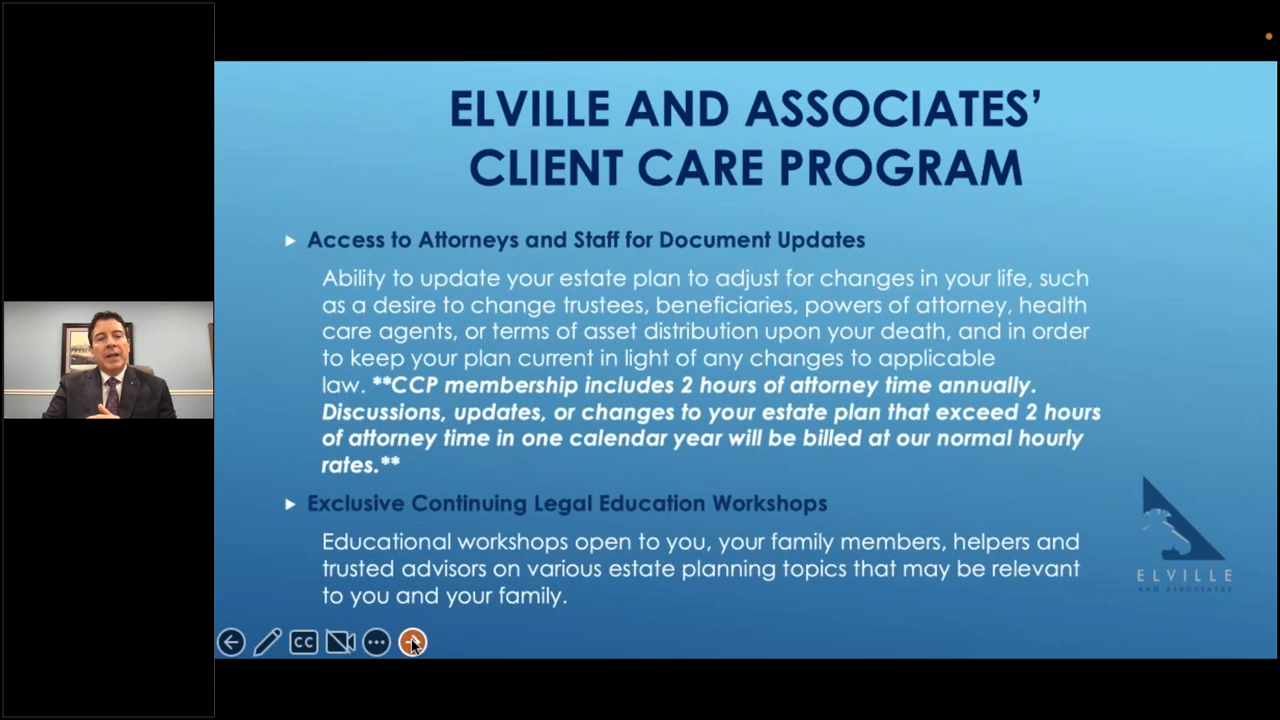 ELVILLE AND ASSOCIATES’
CLIENT CARE PROGRAM
Access to Attorneys and Staff for Document Updates
Ability to update your estate plan to adjust for changes in your life, such
as a desire to change trustees, beneficiaries, powers of attorney, health
care agents, or terms of asset distribution upon your death, and in order
to keep your plan current in light of any changes to applicable
law. **CCP membership includes 2 hours of attorney time annually.
Discussions, updates, or changes to your estate plan that exceed 2 hours
of attorney time in one calendar year will be billed at our normal hourly
rates.**
Exclusive Continuing Legal Education Workshops
Educational workshops open to you, your family members, helpers and
trusted advisors on various estate planning topics that may be relevant
to you and your family.
ELVILLE
AND ASSOCIATES
CC